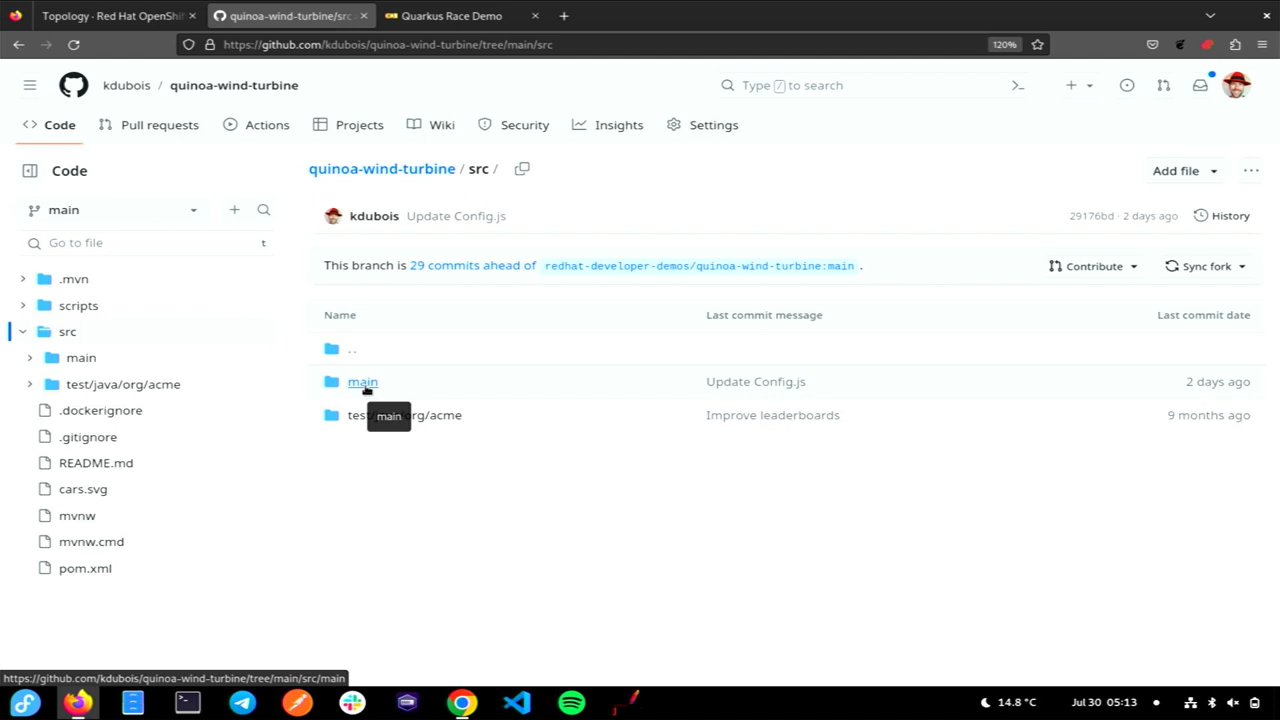 Topology - Red Hat OpenShif
quinoa-wind-turbine/src
Quarkus Race Demo
https://github.com/kdubois/quinoa-wind-turbine/tree/main/src
120%
kdubois / quinoa-wind-turbine
Type / to search
Code
Pull requests
Actions
Projects
Wiki
Security
Insights
Settings
Code
quinoa-wind-turbine / src /
Add file
main
kdubois Update Config.js
29176bd · 2 days ago
History
Go to file
t
This branch is 29 commits ahead of redhat-developer-demos/quinoa-wind-turbine:main .
Contribute
Sync fork
.mvn
scripts
src
main
test/java/org/acme
.dockerignore
.gitignore
README.md
cars.svg
mvnw
mvnw.cmd
pom.xml
Name
Last commit message
Last commit date
..
main
Update Config.js
2 days ago
main
test/java/org/acme
Improve leaderboards
9 months ago
https://github.com/kdubois/quinoa-wind-turbine/tree/main/src/main
14.8 °C
Jul 30 05:13